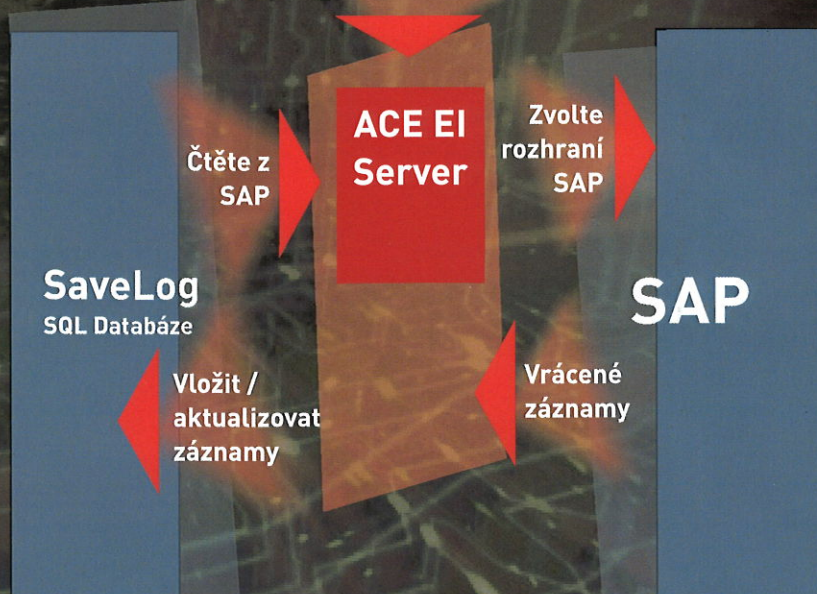 ACE EI
Server
Čtěte z
SAP
Zvolte
rozhraní
SAP
SaveLog
SQL Databáze
SAP
Vložit /
aktualizovat
záznamy
Vrácené
záznamy